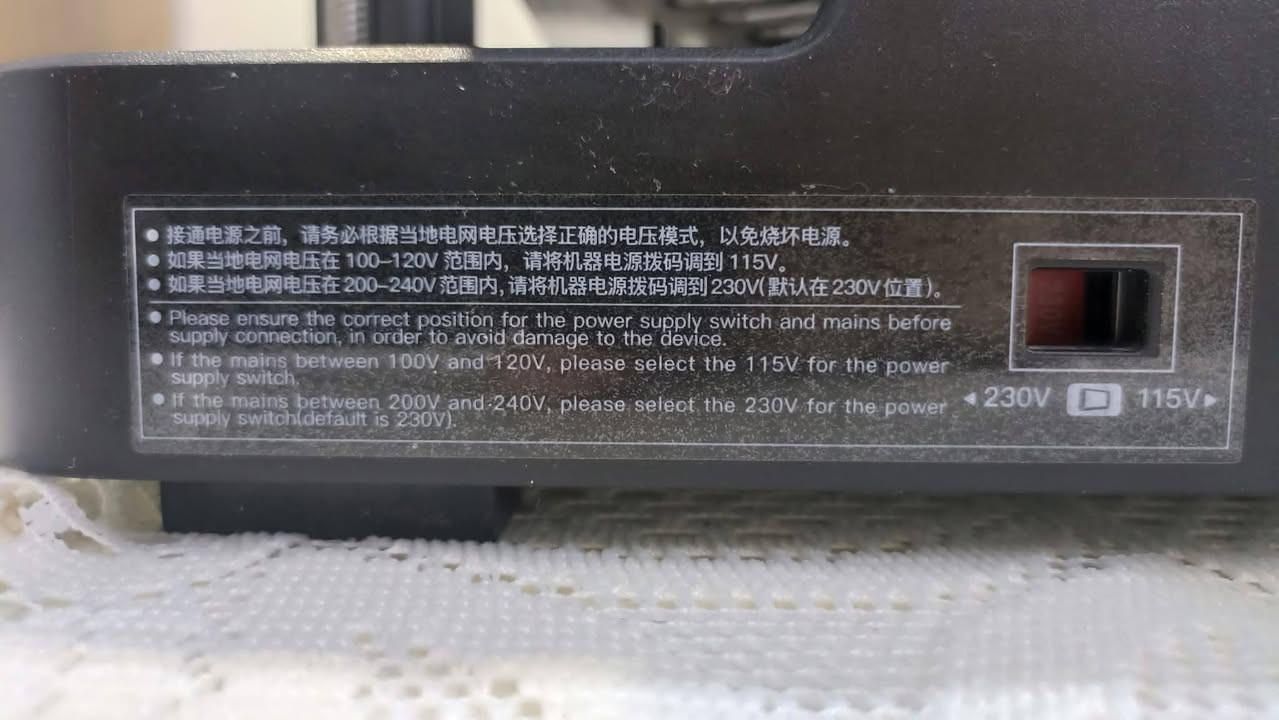 ● 接通电源之前，请务必根据当地电网电压选择正确的电压模式，以免烧坏电源。
● 如果当地电网电压在 100–120V 范围内，请将机器电源拨码调到 115V。
● 如果当地电网电压在 200–240V 范围内，请将机器电源拨码调到 230V（默认在 230V 位置）。
● Please ensure the correct position for the power supply switch and mains before
supply connection, in order to avoid damage to the device.
● If the mains between 100V and 120V, please select the 115V for the power
supply switch.
● If the mains between 200V and 240V, please select the 230V for the power
supply switch(default is 230V).
◀ 230V 115V ▶